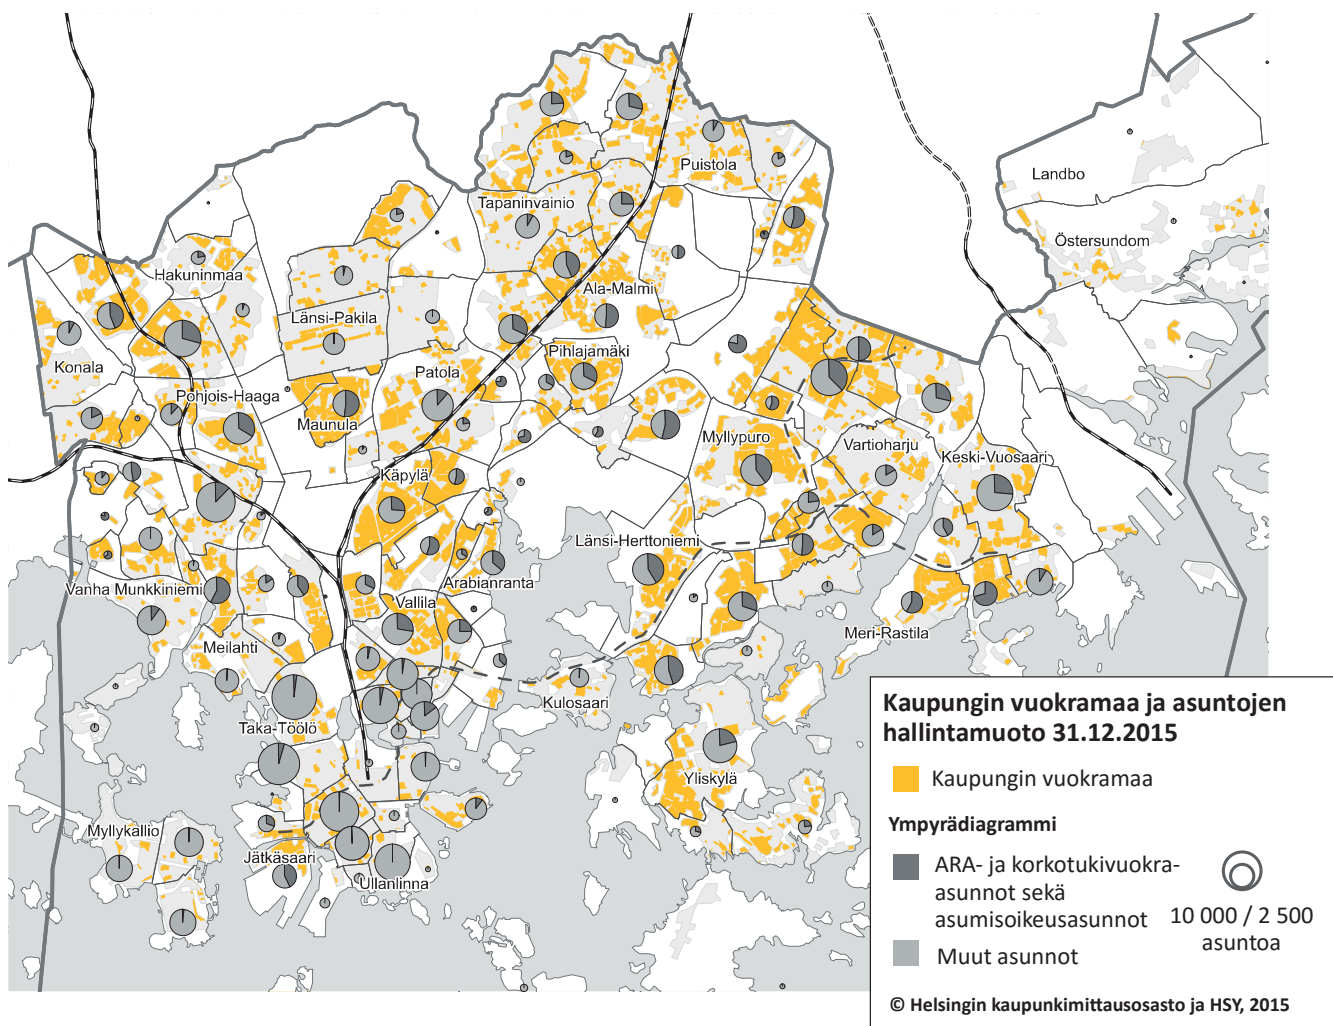 Puistola
Landbo
Tapaninvainio
Östersundom
Hakuninmaa
Ala-Malmi
Länsi-Pakila
Pihlajamäki
Konala
Patola
Pohjois-Haaga
Maunula
Myllypuro
Vartioharju
Keski-Vuosaari
Käpylä
Länsi-Herttoniemi
Arabianranta
Vanha Munkkiniemi
Vallila
Meri-Rastila
Meilahti
Kulosaari
Taka-Töölö
Yliskylä
Myllykallio
Jätkäsaari
Ullanlinna
Kaupungin vuokramaa ja asuntojen
hallintamuoto 31.12.2015
Kaupungin vuokramaa
Ympyrädiagrammi
ARA- ja korkotukivuokra-
asunnot sekä
asumisoikeusasunnot
Muut asunnot
10 000 / 2 500
asuntoa
© Helsingin kaupunkimittausosasto ja HSY, 2015